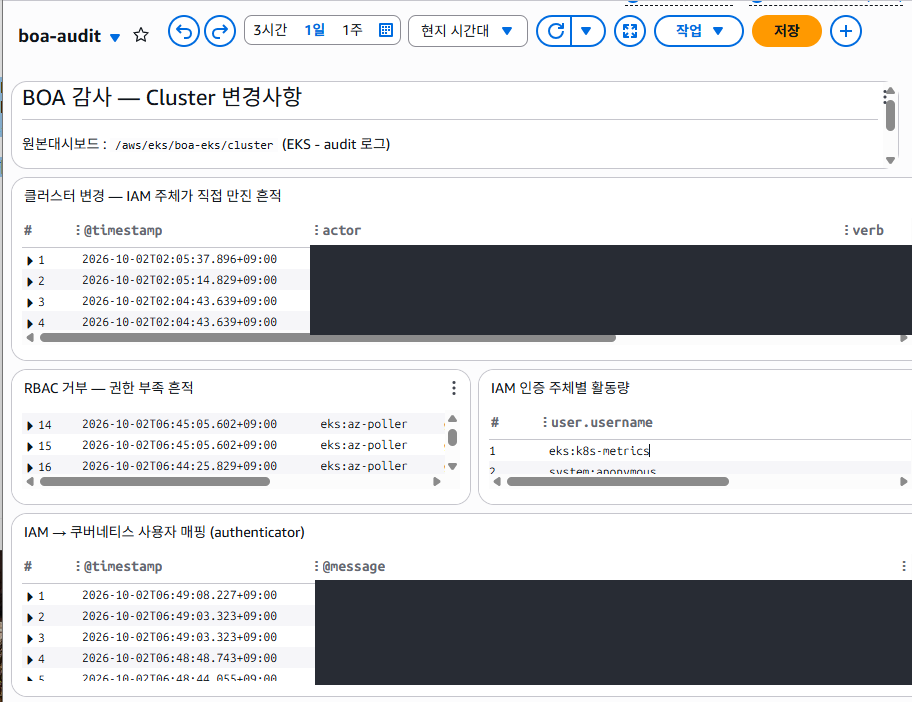 boa-audit
3시간 1일 1주 현지 시간대 작업 저장
BOA 감사 — Cluster 변경사항
원본대시보드 : /aws/eks/boa-eks/cluster (EKS - audit 로그)
클러스터 변경 — IAM 주체가 직접 만진 흔적
# @timestamp actor verb
1 2026-10-02T02:05:37.896+09:00
2 2026-10-02T02:05:14.829+09:00
3 2026-10-02T02:04:43.639+09:00
4 2026-10-02T02:04:43.639+09:00
RBAC 거부 — 권한 부족 흔적
14 2026-10-02T06:45:05.602+09:00 eks:az-poller
15 2026-10-02T06:45:05.602+09:00 eks:az-poller
16 2026-10-02T06:44:25.829+09:00 eks:az-poller
IAM 인증 주체별 활동량
# user.username
1 eks:k8s-metrics
2 system:anonymous
IAM → 쿠버네티스 사용자 매핑 (authenticator)
# @timestamp @message
1 2026-10-02T06:49:08.227+09:00
2 2026-10-02T06:49:03.323+09:00
3 2026-10-02T06:49:03.323+09:00
4 2026-10-02T06:48:48.743+09:00
5 2026-10-02T06:48:44.055+09:00